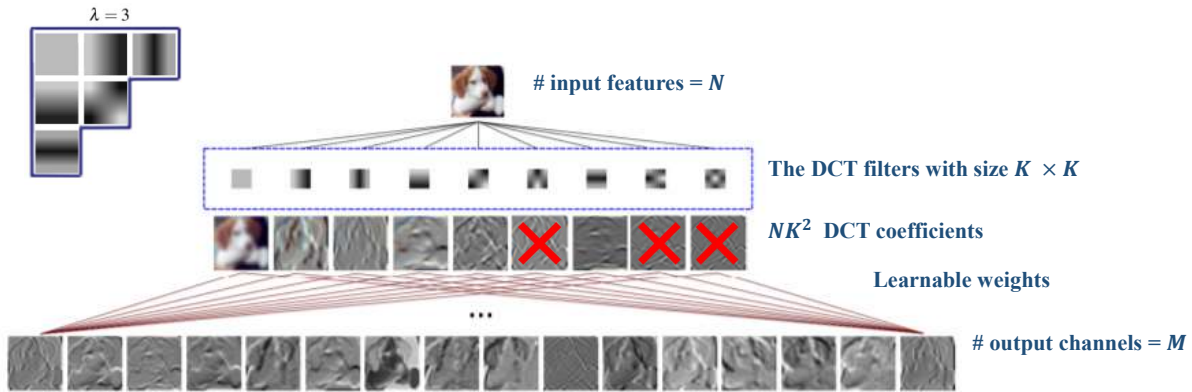 λ = 3
# input features = N
The DCT filters with size K × K
NK² DCT coefficients
Learnable weights
...
# output channels = M